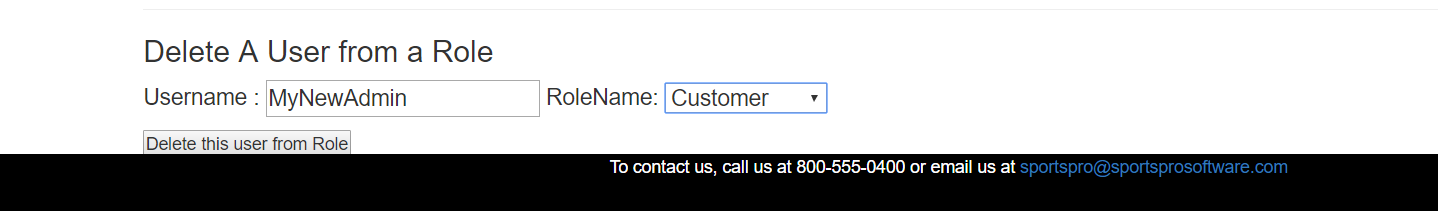 Delete A User from a Role
Username : MyNewAdmin RoleName: Customer
Delete this user from Role
To contact us, call us at 800-555-0400 or email us at sportspro@sportsprosoftware.com